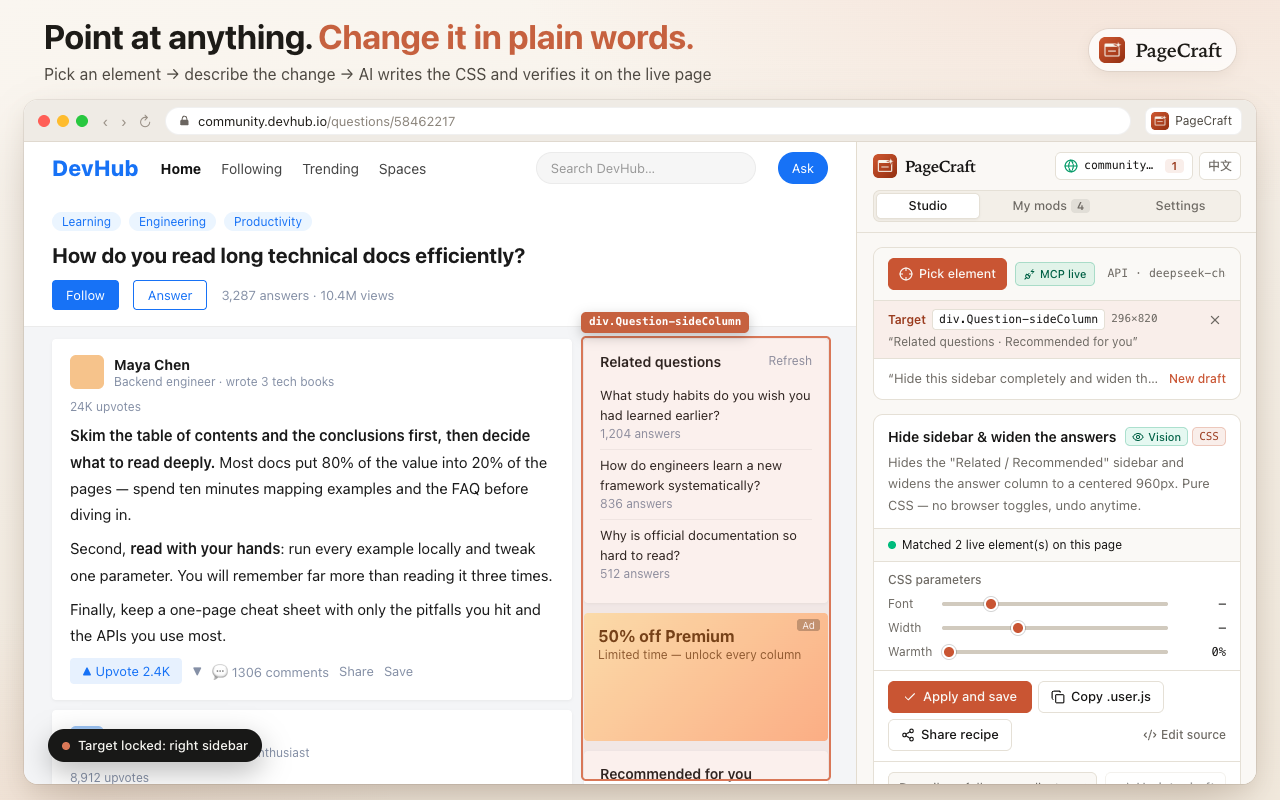 Point at anything. Change it in plain words.
Pick an element → describe the change → AI writes the CSS and verifies it on the live page
PageCraft
community.devhub.io/questions/58462217
PageCraft
DevHub
Home
Following
Trending
Spaces
Search DevHub…
Ask
Learning
Engineering
Productivity
How do you read long technical docs efficiently?
Follow
Answer
3,287 answers · 10.4M views
div.Question-sideColumn
Maya Chen
Backend engineer · wrote 3 tech books
24K upvotes
Skim the table of contents and the conclusions first, then decide
what to read deeply. Most docs put 80% of the value into 20% of the
pages — spend ten minutes mapping examples and the FAQ before
diving in.
Second, read with your hands: run every example locally and tweak
one parameter. You will remember far more than reading it three times.
Finally, keep a one-page cheat sheet with only the pitfalls you hit and
the APIs you use most.
▲ Upvote 2.4K
▼
1306 comments
Share
Save
Target locked: right sidebar
8,912 upvotes
Related questions
Refresh
What study habits do you wish you
had learned earlier?
1,204 answers
How do engineers learn a new
framework systematically?
836 answers
Why is official documentation so
hard to read?
512 answers
50% off Premium
Ad
Limited time — unlock every column
Recommended for you
PageCraft
community…
1
中文
Studio
My mods 4
Settings
Pick element
MCP live
API · deepseek-ch
Target
div.Question-sideColumn
296×820
“Related questions · Recommended for you”
“Hide this sidebar completely and widen th…
New draft
Hide sidebar & widen the answers
Vision
CSS
Hides the "Related / Recommended" sidebar and
widens the answer column to a centered 960px. Pure
CSS — no browser toggles, undo anytime.
Matched 2 live element(s) on this page
CSS parameters
Font
–
Width
–
Warmth
0%
Apply and save
Copy .user.js
Share recipe
</> Edit source